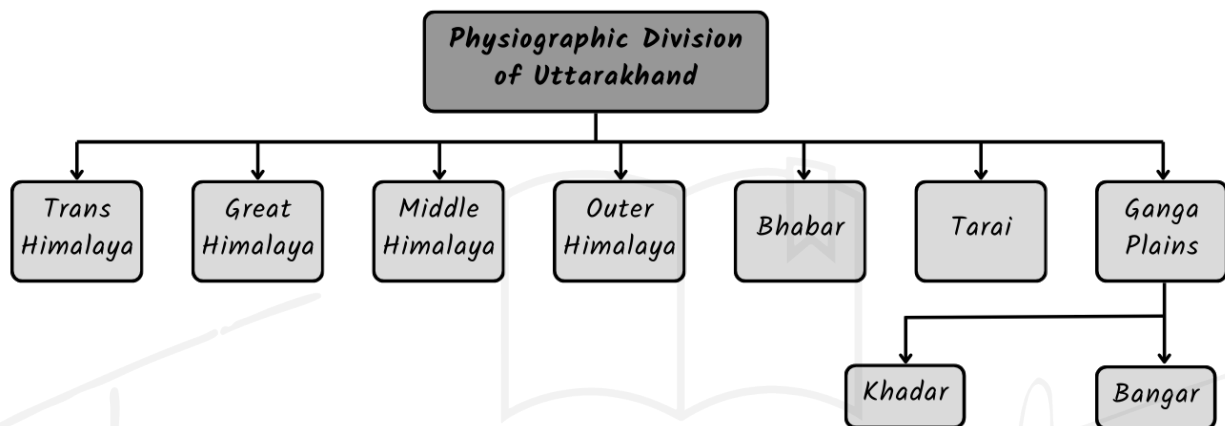 Physiographic Division
of Uttarakhand
Trans
Himalaya
Great
Himalaya
Middle
Himalaya
Outer
Himalaya
Bhabar
Tarai
Ganga
Plains
Khadar
Bangar